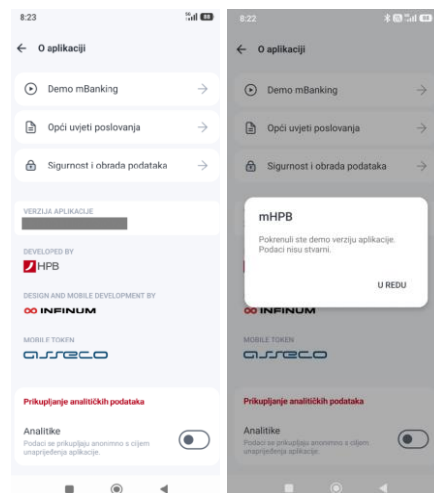 8:23
68
O aplikaciji
Demo mBanking
Opći uvjeti poslovanja
Sigurnost i obrada podataka
VERZIJA APLIKACIJE
DEVELOPED BY
HPB
DESIGN AND MOBILE DEVELOPMENT BY
INFINUM
MOBILE TOKEN
asseco
Prikupljanje analitičkih podataka
Analitike
Podaci se prikupljaju anonimno s ciljem
unaprjeđenja aplikacije.
8:22
O aplikaciji
Demo mBanking
Opći uvjeti poslovanja
Sigurnost i obrada podataka
mHPB
Pokrenuli ste demo verziju aplikacije.
Podaci nisu stvarni.
U REDU
INFINUM
MOBILE TOKEN
asseco
Prikupljanje analitičkih podataka
Analitike
Podaci se prikupljaju anonimno s ciljem
unaprjeđenja aplikacije.